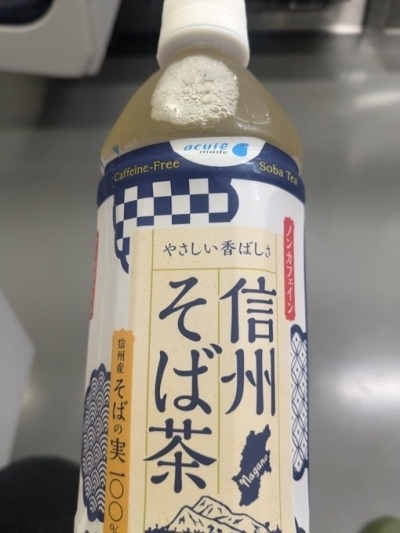 acure
made
Caffeine-Free
Soba Tea
やさしい香ばしさ
ノンカフェイン
信州
そば茶
信州産
そばの実
一〇〇%
Nagano